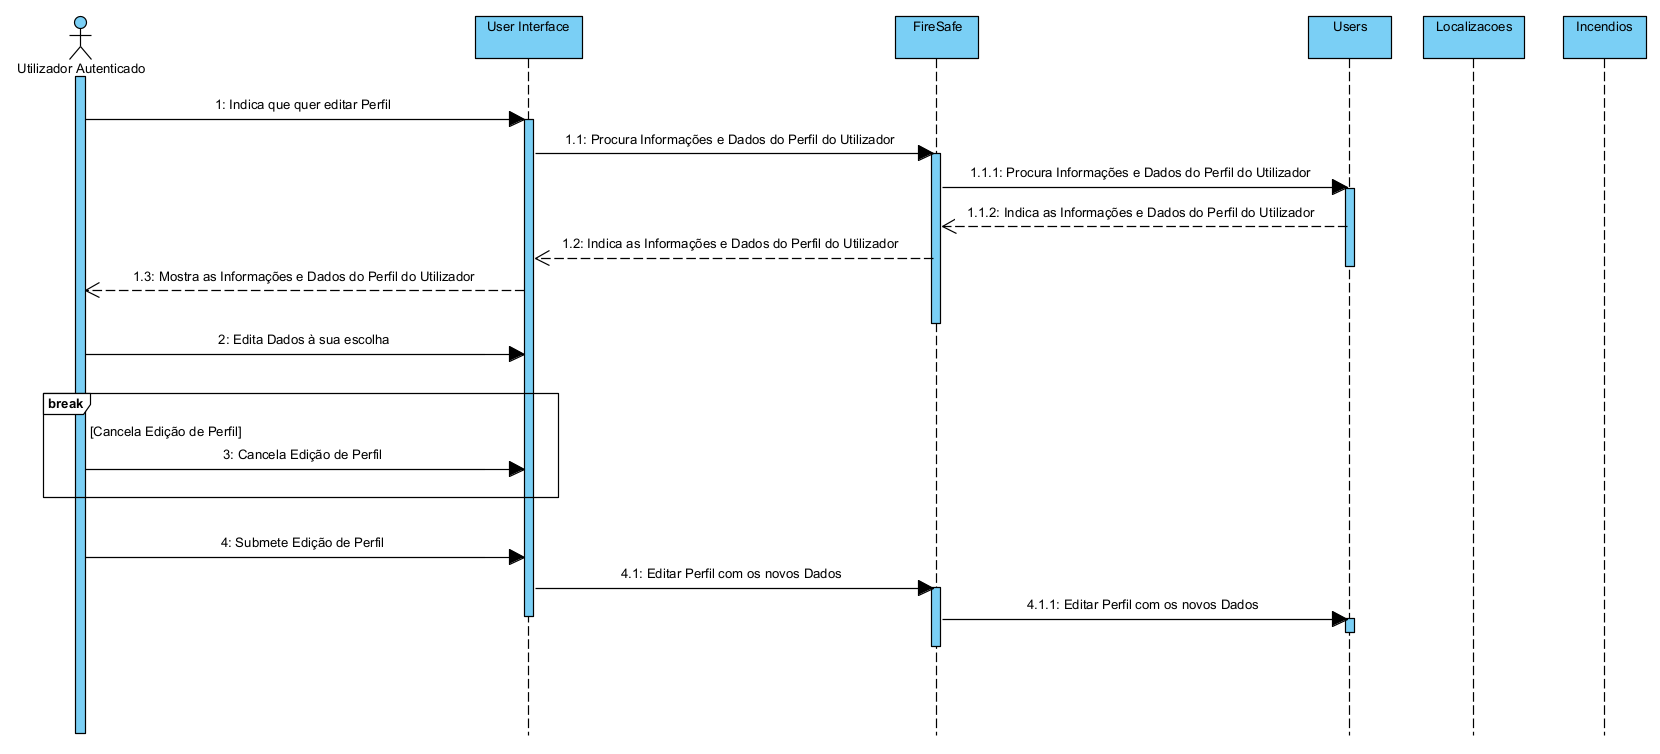 User Interface
FireSafe
Users
Localizacoes
Incendios
Utilizador Autenticado
1: Indica que quer editar Perfil
1.1: Procura Informações e Dados do Perfil do Utilizador
1.1.1: Procura Informações e Dados do Perfil do Utilizador
1.1.2: Indica as Informações e Dados do Perfil do Utilizador
1.2: Indica as Informações e Dados do Perfil do Utilizador
1.3: Mostra as Informações e Dados do Perfil do Utilizador
2: Edita Dados à sua escolha
break
[Cancela Edição de Perfil]
3: Cancela Edição de Perfil
4: Submete Edição de Perfil
4.1: Editar Perfil com os novos Dados
4.1.1: Editar Perfil com os novos Dados